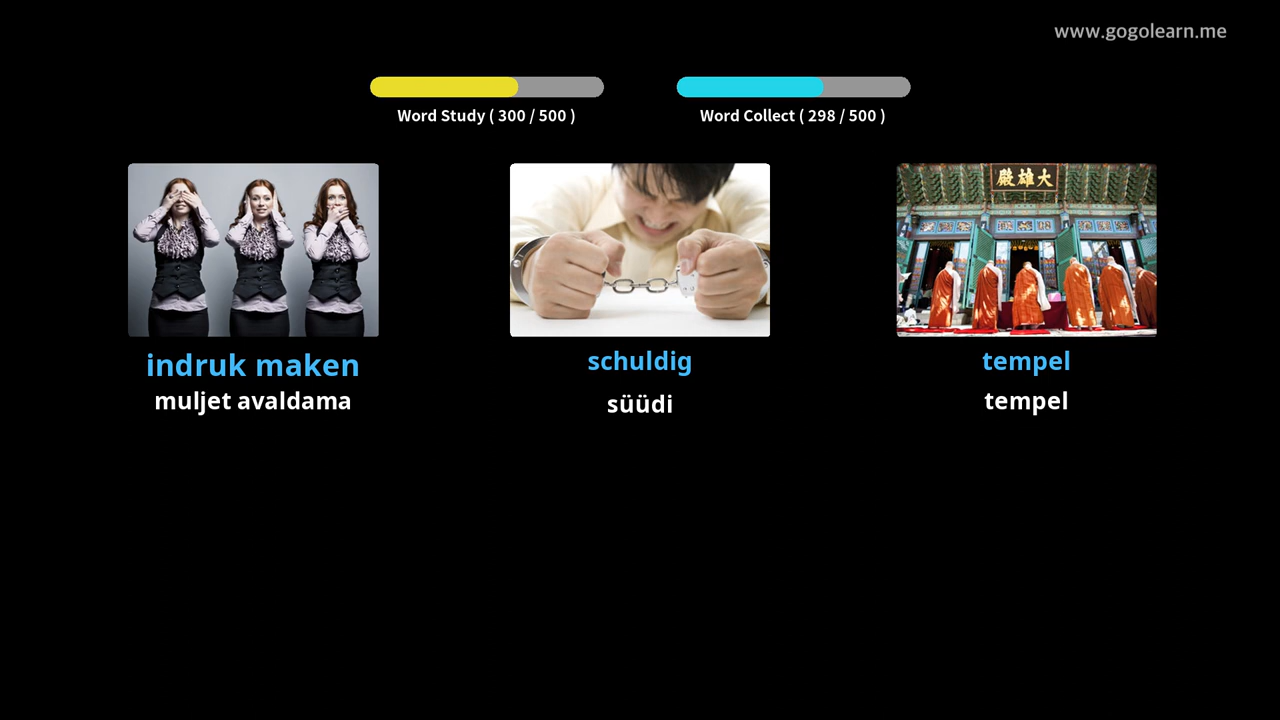 www.gogolearn.me
Word Study ( 300 / 500 )
Word Collect ( 298 / 500 )
殿雄大
indruk maken
muljet avaldama
schuldig
süüdi
tempel
tempel